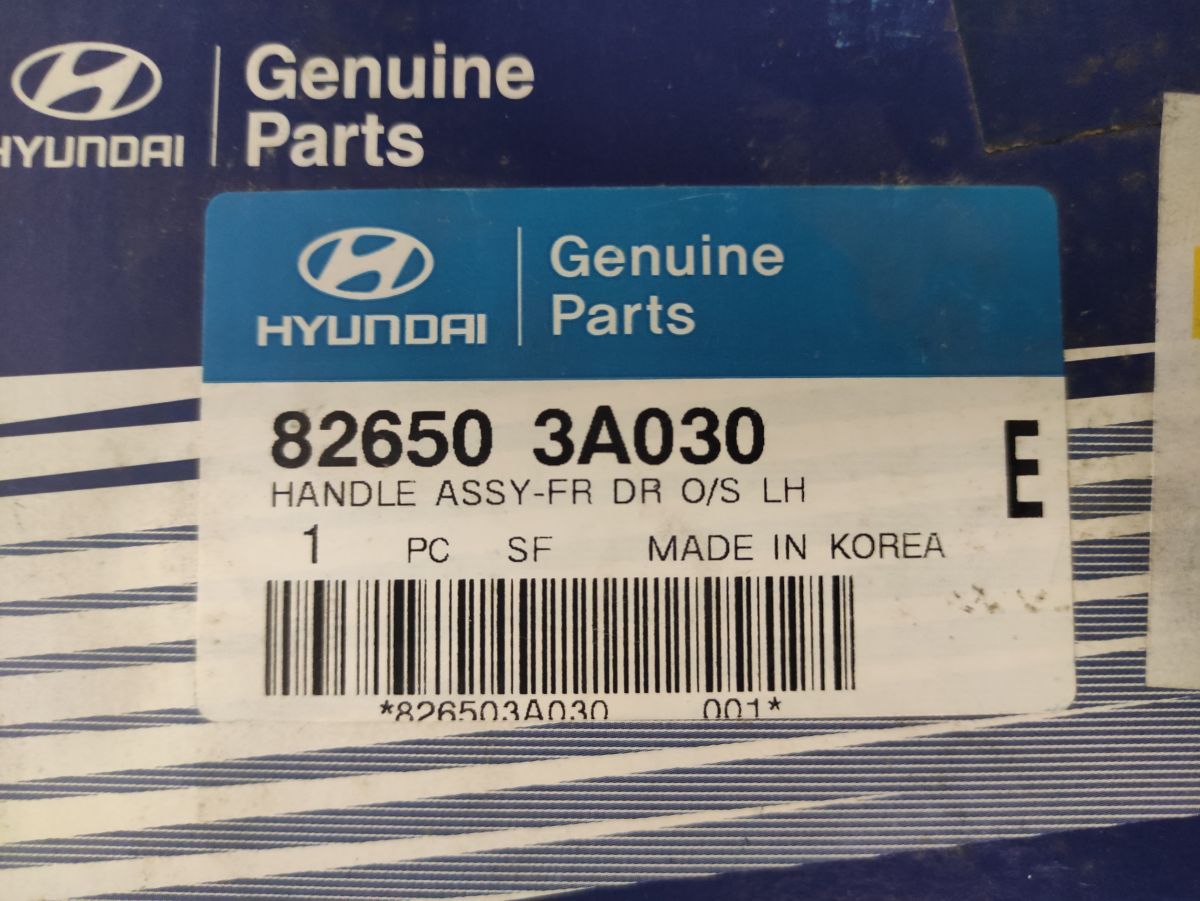 HYUNDAI
Genuine
Parts
HYUNDAI
Genuine
Parts
82650 3A030
HANDLE ASSY-FR DR O/S LH
E
1 PC SF MADE IN KOREA
*826503A030 001*